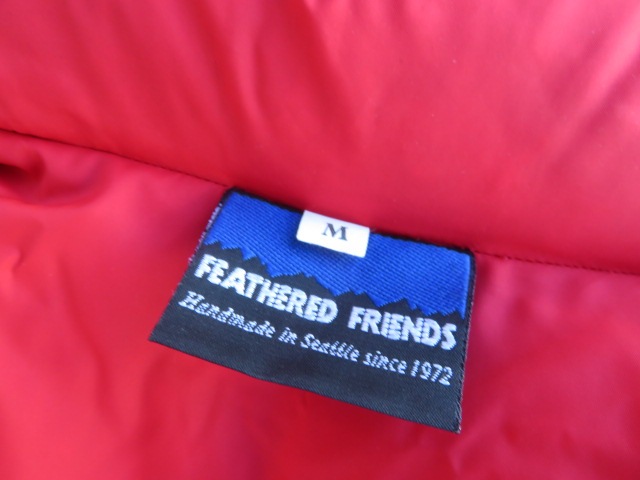 M
FEATHERED FRIENDS
Handmade in Seattle since 1972